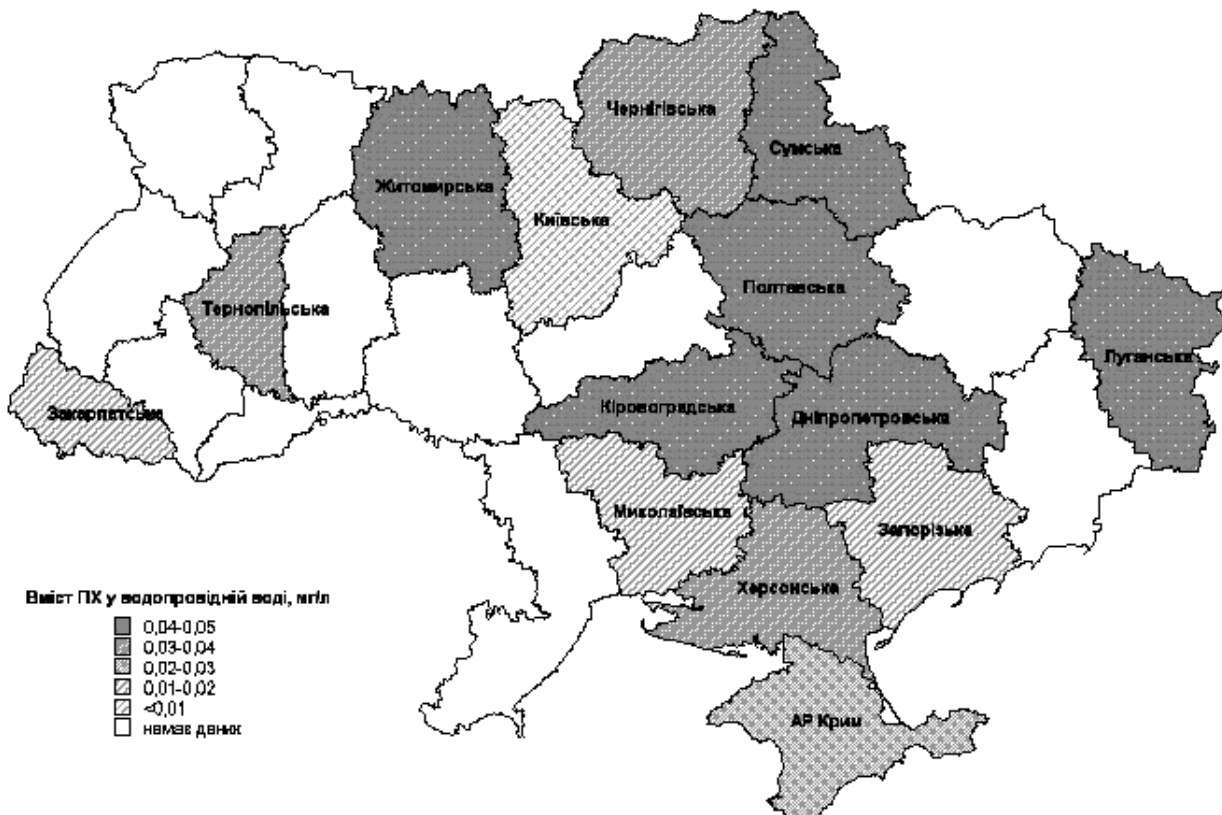 Чернігівська
Сумська
Житомирська
Київська
Полтавська
Тернопільська
Луганська
Закарпатська
Кіровоградська
Дніпропетровська
Миколаївська
Запорізька
Херсонська
АР Крим
Вміст ПХ у водопровідній воді, мг/л
0,04-0,05
0,03-0,04
0,02-0,03
0,01-0,02
<0,01
немає даних